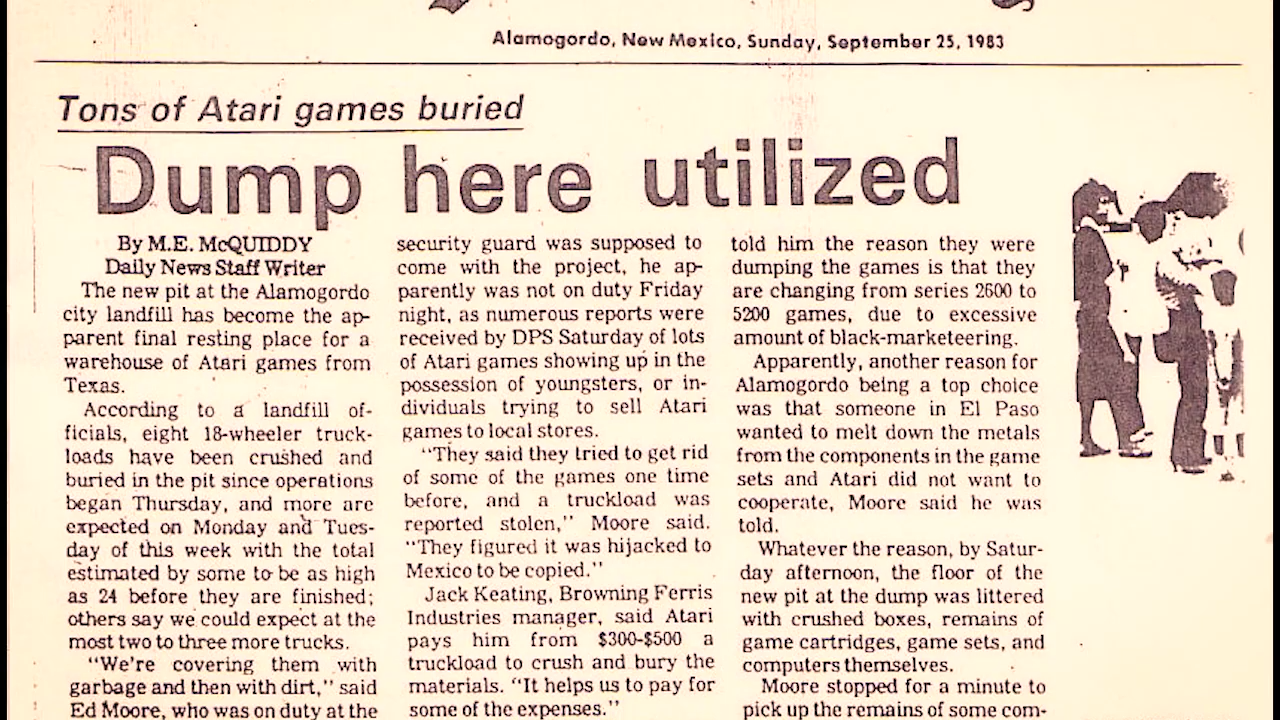 Alamogordo, New Mexico, Sunday, September 25, 1983
Tons of Atari games buried
Dump here utilized
By M.E. McQUIDDY
Daily News Staff Writer
The new pit at the Alamogordo
city landfill has become the ap-
parent final resting place for a
warehouse of Atari games from
Texas.
According to a landfill of-
ficials, eight 18-wheeler truck-
loads have been crushed and
buried in the pit since operations
began Thursday, and more are
expected on Monday and Tues-
day of this week with the total
estimated by some to be as high
as 24 before they are finished;
others say we could expect at the
most two to three more trucks.
"We're covering them with
garbage and then with dirt," said
Ed Moore, who was on duty at the
security guard was supposed to
come with the project, he ap-
parently was not on duty Friday
night, as numerous reports were
received by DPS Saturday of lots
of Atari games showing up in the
possession of youngsters, or in-
dividuals trying to sell Atari
games to local stores.
"They said they tried to get rid
of some of the games one time
before, and a truckload was
reported stolen," Moore said.
"They figured it was hijacked to
Mexico to be copied."
Jack Keating, Browning Ferris
Industries manager, said Atari
pays him from $300-$500 a
truckload to crush and bury the
materials. "It helps us to pay for
some of the expenses."
told him the reason they were
dumping the games is that they
are changing from series 2600 to
5200 games, due to excessive
amount of black-marketeering.
Apparently, another reason for
Alamogordo being a top choice
was that someone in El Paso
wanted to melt down the metals
from the components in the game
sets and Atari did not want to
cooperate, Moore said he was
told.
Whatever the reason, by Satur-
day afternoon, the floor of the
new pit at the dump was littered
with crushed boxes, remains of
game cartridges, game sets, and
computers themselves.
Moore stopped for a minute to
pick up the remains of some com-